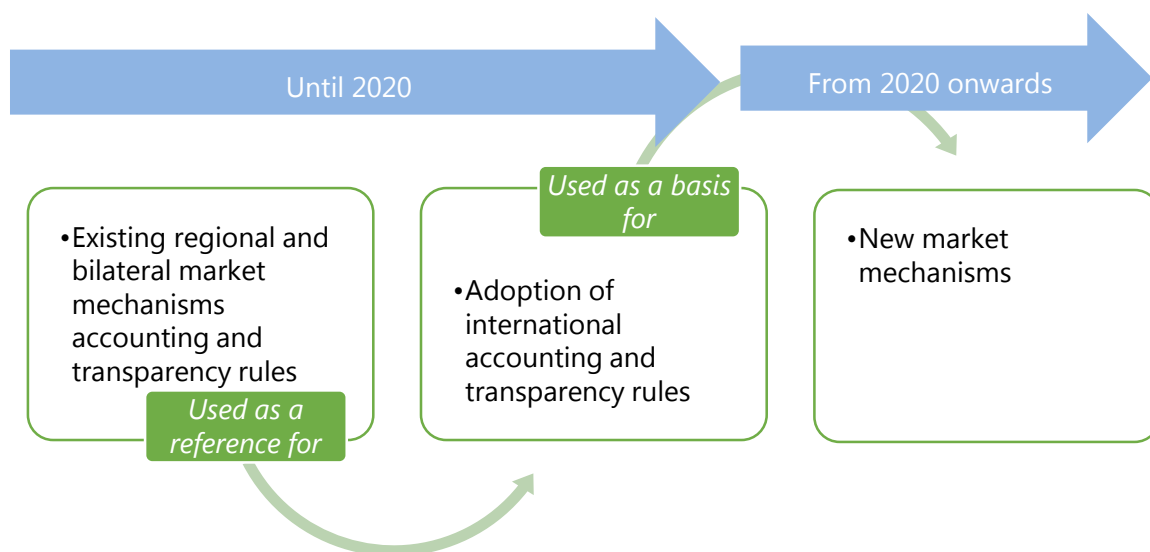 Until 2020
From 2020 onwards
•Existing regional and
bilateral market
mechanisms
accounting and
transparency rules
Used as a
reference for
Used as a basis
for
•Adoption of
international
accounting and
transparency rules
•New market
mechanisms